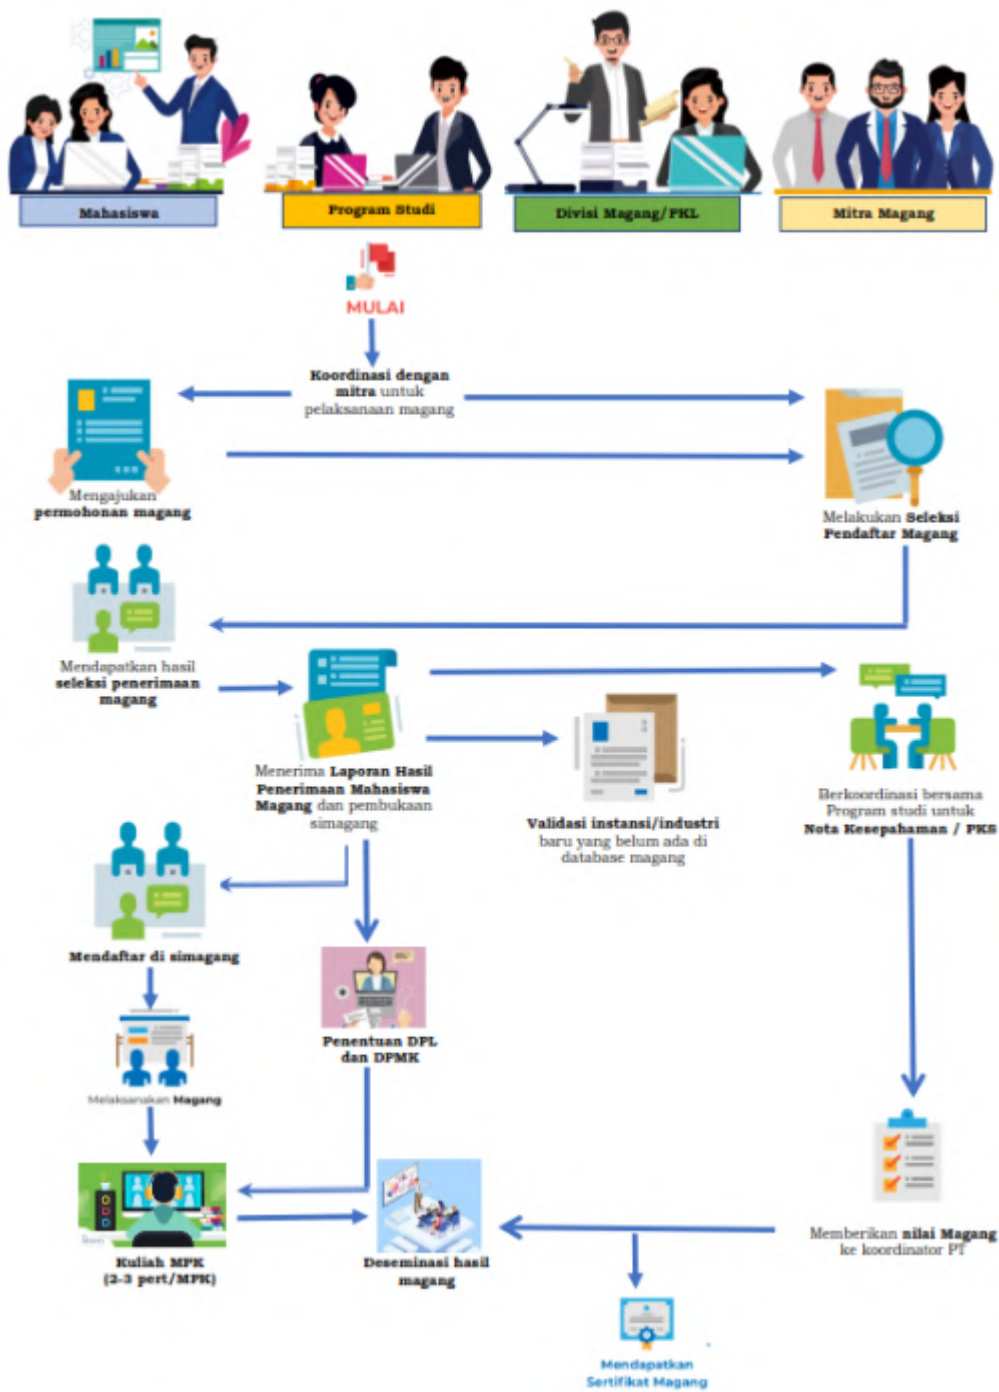 Mahasiswa
Program Studi
Divisi Magang/PKL
Mitra Magang
MULAI
Koordinasi dengan
mitra untuk
pelaksanaan magang
Mengajukan
permohonan magang
Melakukan Seleksi
Pendaftar Magang
Mendapatkan hasil
seleksi penerimaan
magang
Menerima Laporan Hasil
Penerimaan Mahasiswa
Magang dan pembukaan
simagang
Validasi instansi/industri
baru yang belum ada di
database magang
Berkoordinasi bersama
Program studi untuk
Nota Kesepahaman / PKS
Mendaftar di simagang
Penentuan DPL
dan DPMK
Melaksanakan Magang
Kuliah MPK
(2-3 pert/MPK)
Deseminasi hasil
magang
Memberikan nilai Magang
ke koordinator PT
Mendapatkan
Sertifikat Magang